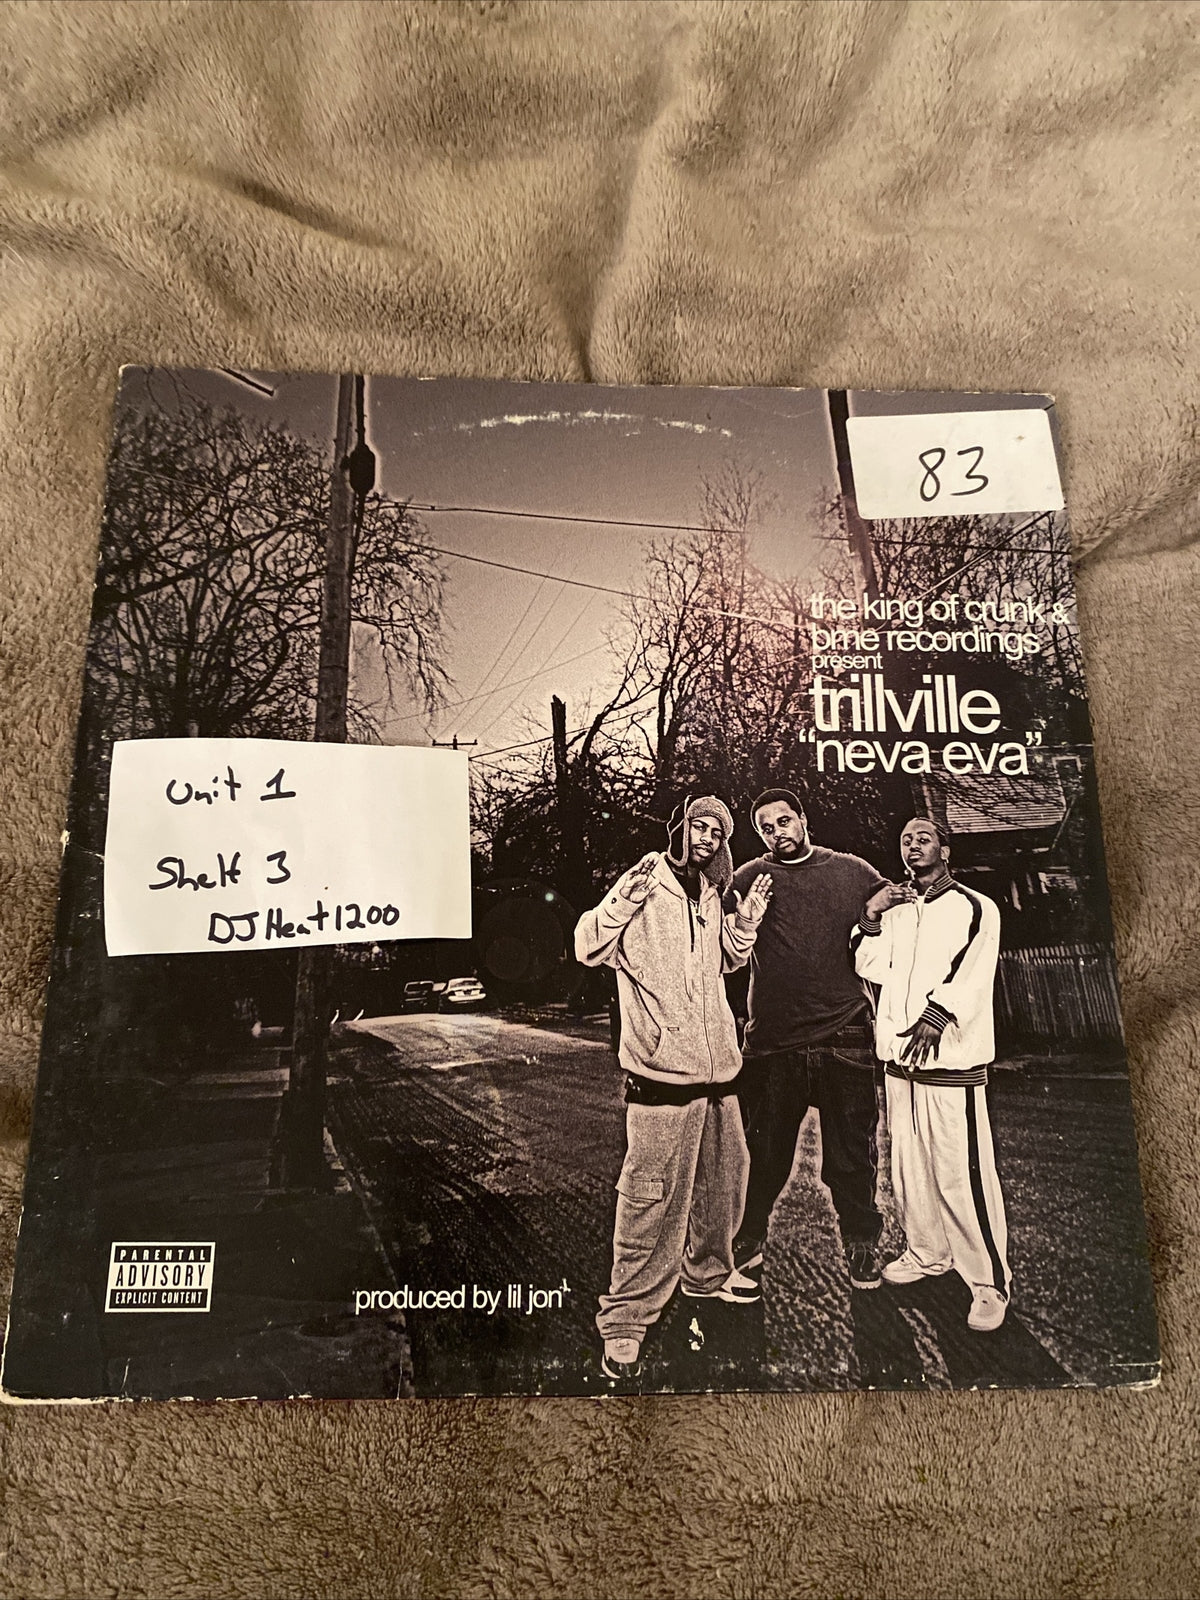 83
the king of crunk &
bme recordings
present
trillville
"neva eva"
Unit 1
Shelf 3
DJHeat1200
PARENTAL
ADVISORY
EXPLICIT CONTENT
produced by lil jon